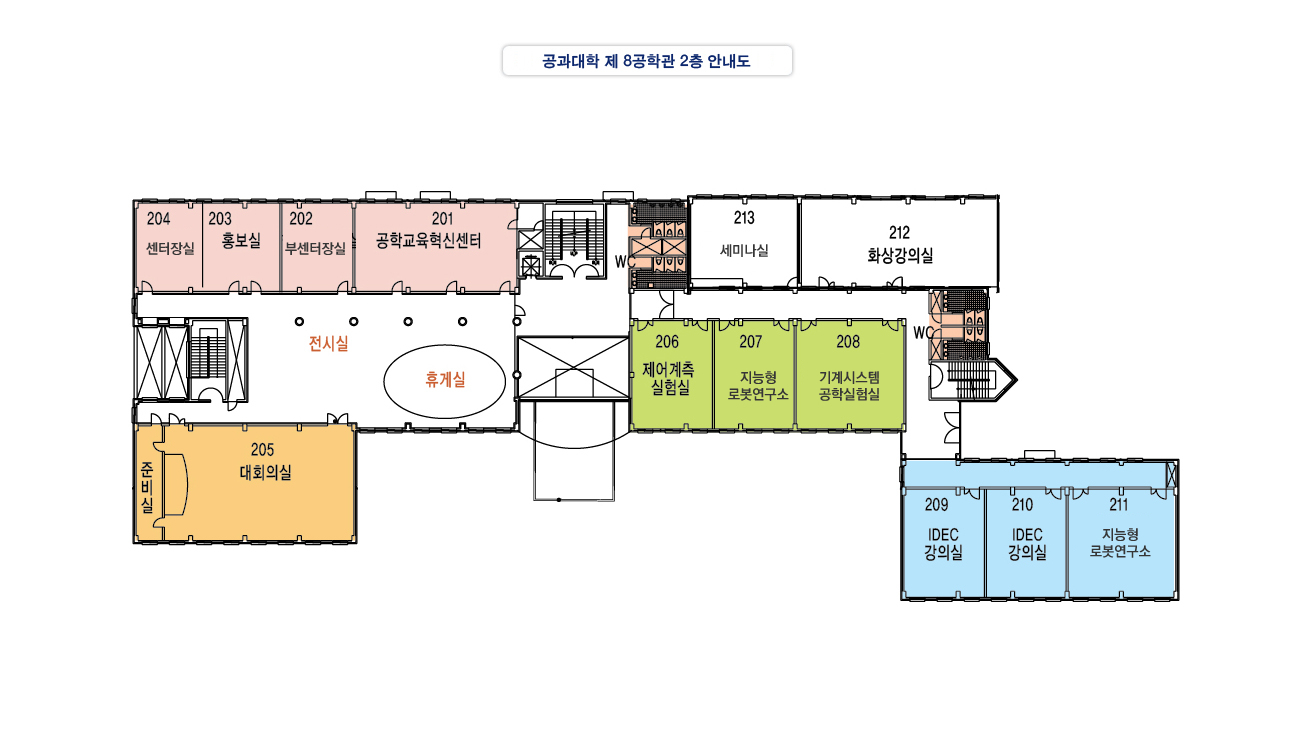 공과대학 제 8공학관 2층 안내도
204
센터장실
203
홍보실
202
부센터장실
201
공학교육혁신센터
WC
213
세미나실
212
화상강의실
전시실
휴게실
206
제어계측
실험실
207
지능형
로봇연구소
208
기계시스템
공학실험실
WC
205
대회의실
준
비
실
209
IDEC
강의실
210
IDEC
강의실
211
지능형
로봇연구소